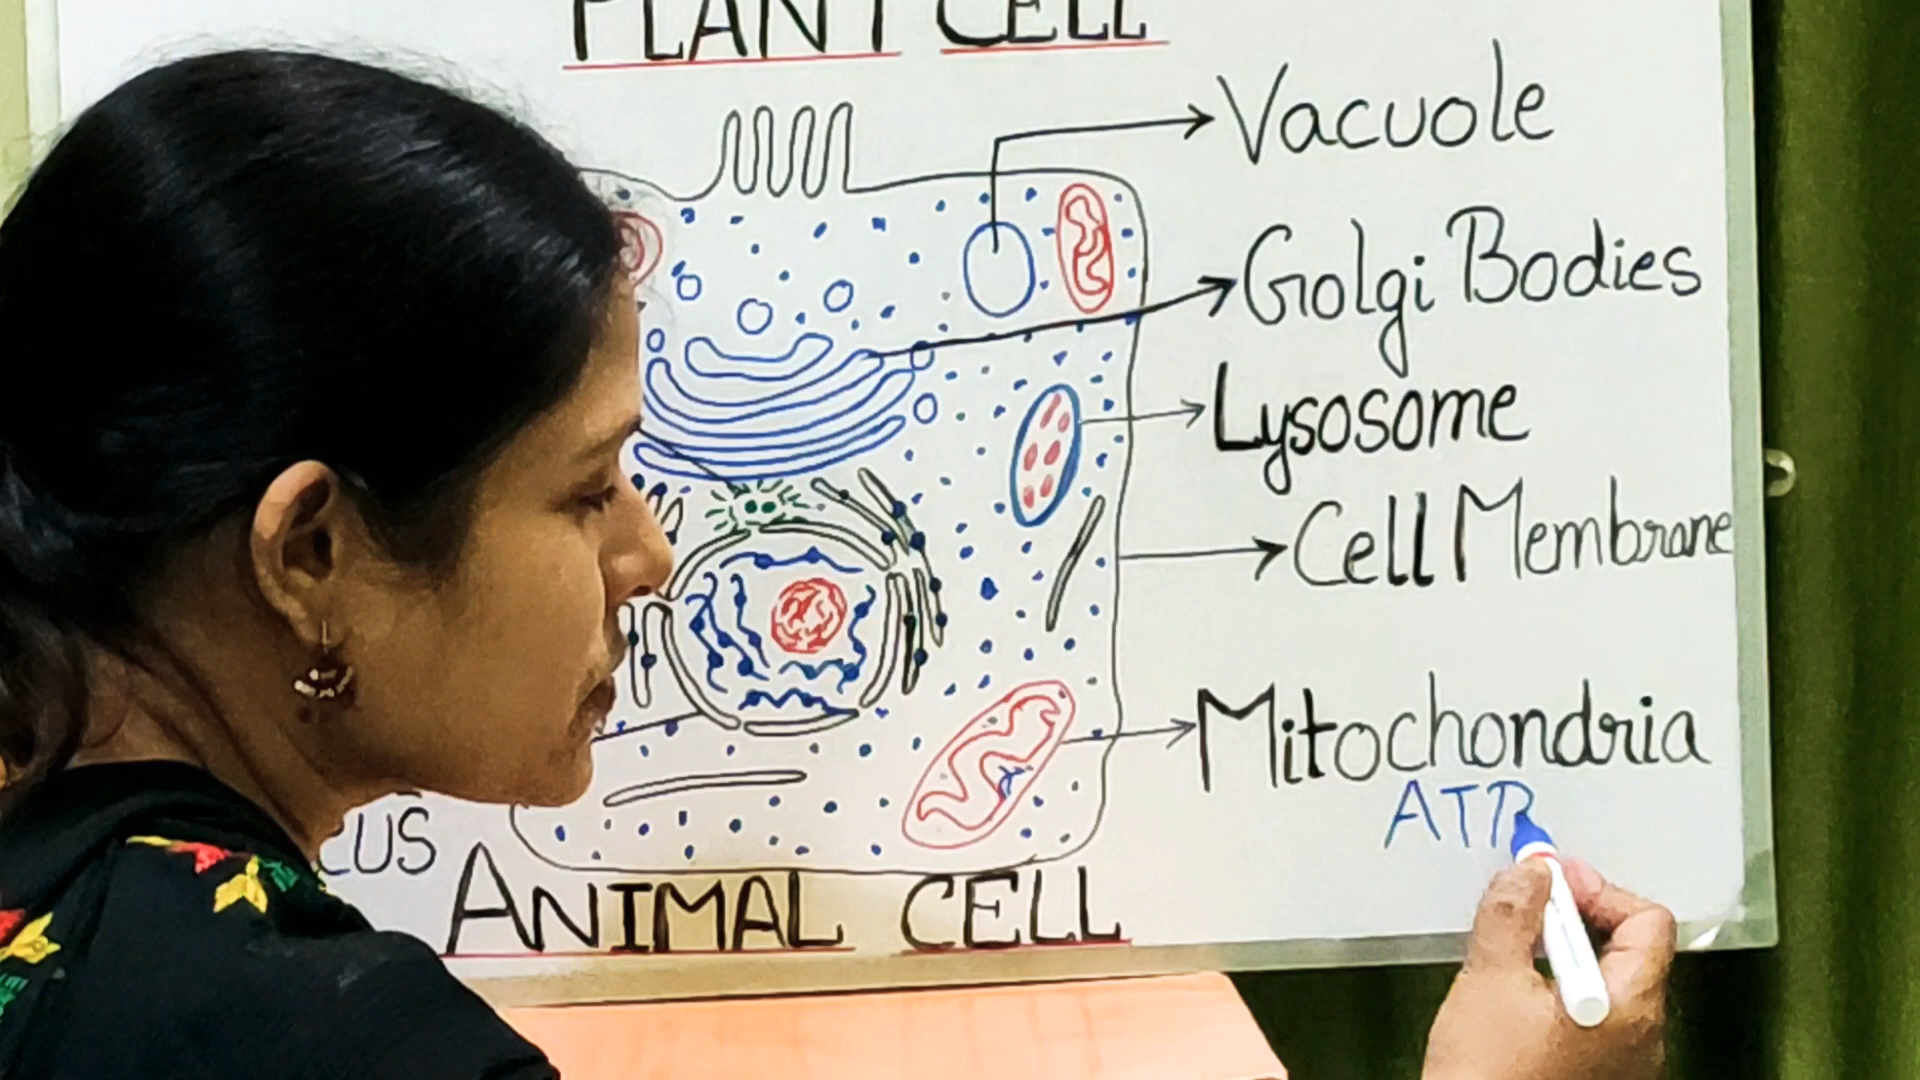 PLANT CELL
Vacuole
Golgi Bodies
Lysosome
Cell Membrane
Mitochondria
ATP
CUS
ANIMAL CELL